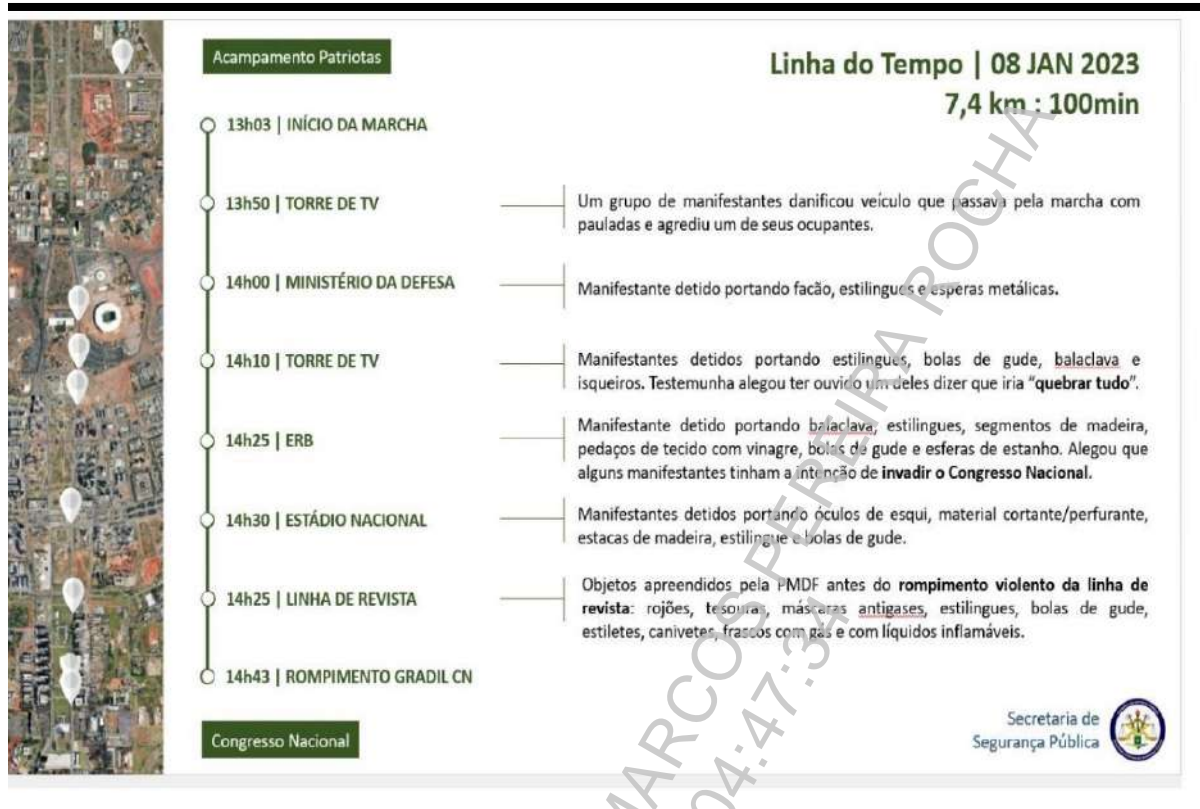 Acampamento Patriotas
Linha do Tempo | 08 JAN 2023
7,4 km : 100min
13h03 | INÍCIO DA MARCHA
13h50 | TORRE DE TV
Um grupo de manifestantes danificou veículo que passava pela marcha com
pauladas e agrediu um de seus ocupantes.
14h00 | MINISTÉRIO DA DEFESA
Manifestante detido portando facão, estilingues e esperas metálicas.
14h10 | TORRE DE TV
Manifestantes detidos portando estilingues, bolas de gude, balaclava e
isqueiros. Testemunha alegou ter ouvido um deles dizer que iria “quebrar tudo”.
14h25 | ERB
Manifestante detido portando balaclava, estilingues, segmentos de madeira,
pedaços de tecido com vinagre, bolas de gude e esferas de estanho. Alegou que
alguns manifestantes tinham a intenção de invadir o Congresso Nacional.
14h30 | ESTÁDIO NACIONAL
Manifestantes detidos portando óculos de esqui, material cortante/perfurante,
estacas de madeira, estilingue e bolas de gude.
14h25 | LINHA DE REVISTA
Objetos apreendidos pela PMDF antes do rompimento violento da linha de
revista: rojões, tesouras, máscaras antigases, estilingues, bolas de gude,
estiletes, canivetes, frascos com gás e com líquidos inflamáveis.
14h43 | ROMPIMENTO GRADIL CN
Congresso Nacional
Secretaria de
Segurança Pública
MARCOS PEREIRA ROCHA
04:47:34